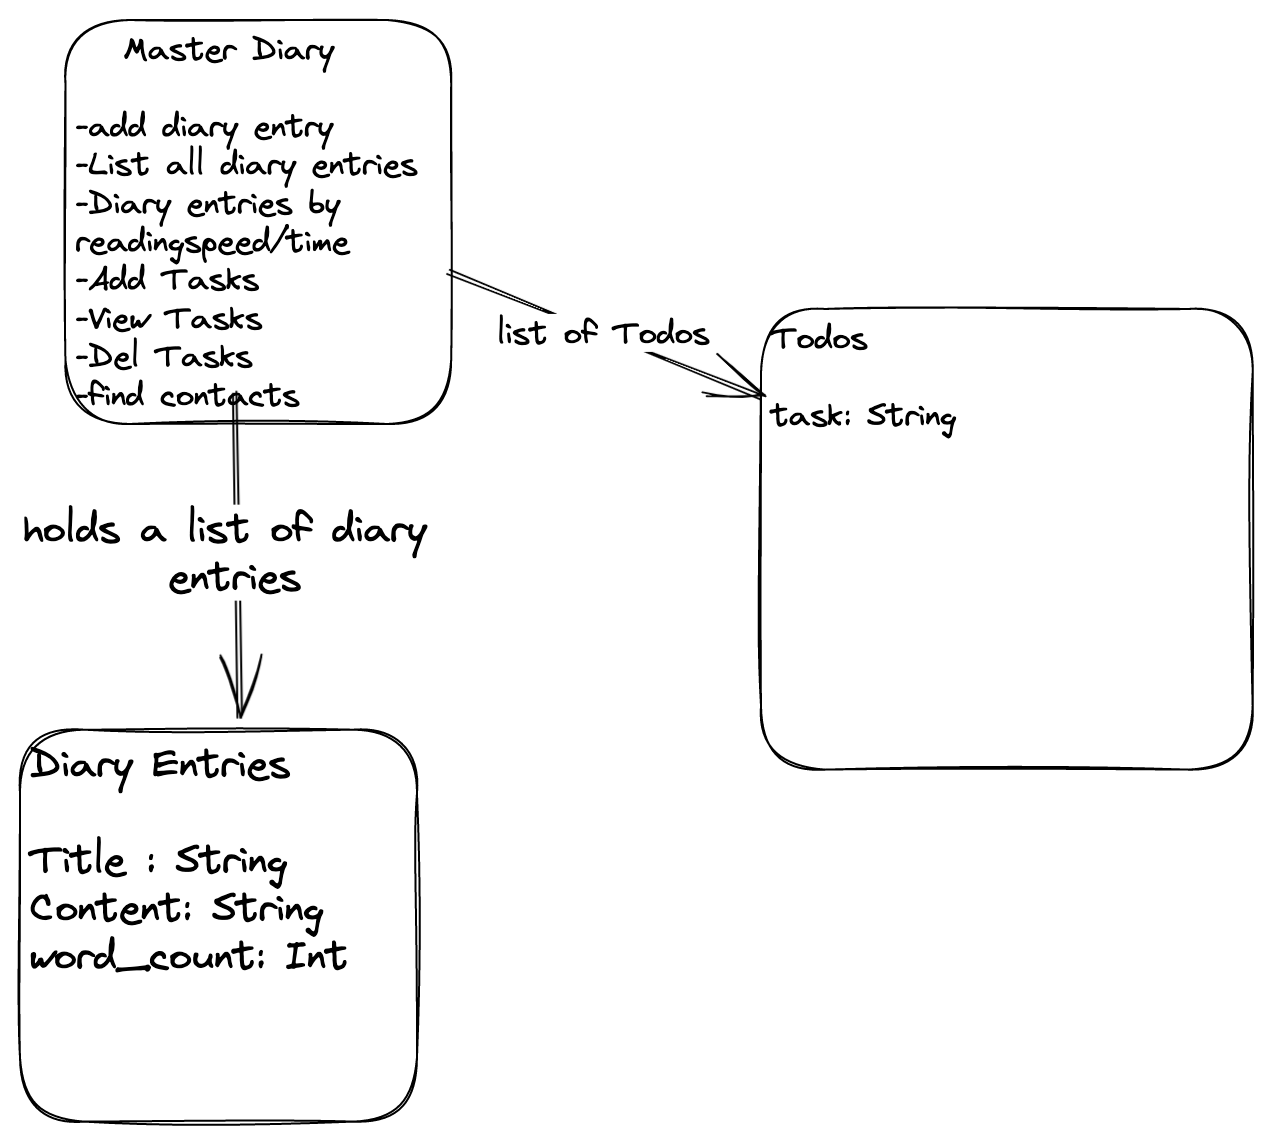 Master Diary
-add diary entry
-List all diary entries
-Diary entries by
readingspeed/time
-Add Tasks
-View Tasks
-Del Tasks
-find contacts
list of Todos
Todos
task: String
holds a list of diary
entries
Diary Entries
Title : String
Content: String
word_count: Int